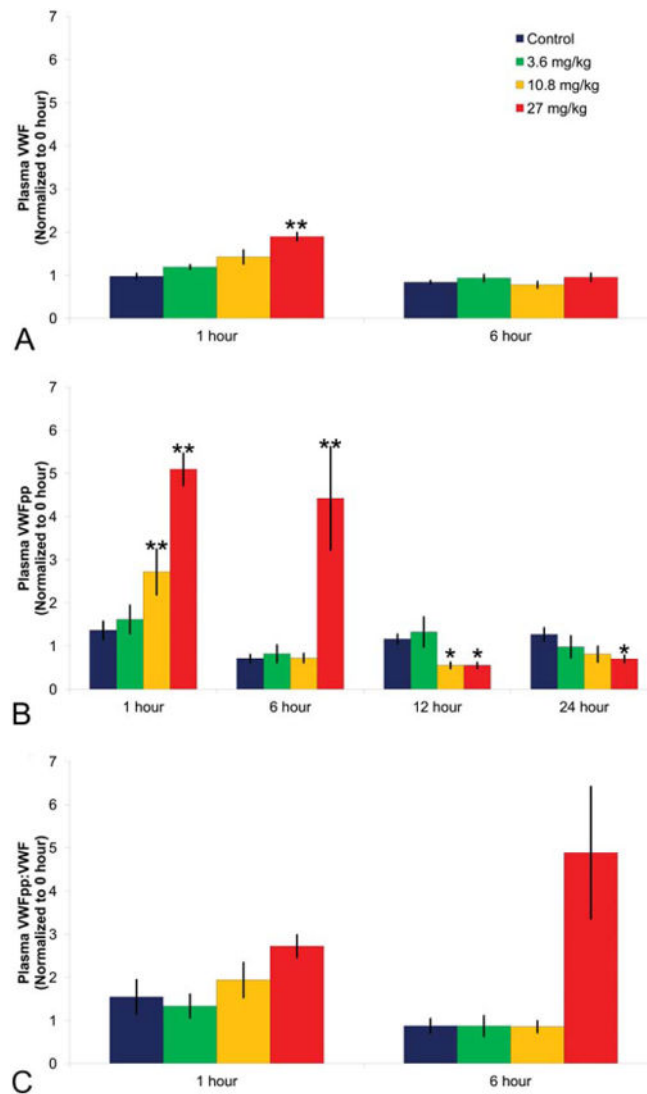 7
6
5
4
3
2
1
0
Plasma VWF
(Normalized to 0 hour)
Control
3.6 mg/kg
10.8 mg/kg
27 mg/kg
**
1 hour
6 hour
A
7
6
5
4
3
2
1
0
Plasma VWFpp
(Normalized to 0 hour)
**
**
**
*
*
*
1 hour
6 hour
12 hour
24 hour
B
7
6
5
4
3
2
1
0
Plasma VWFpp:VWF
(Normalized to 0 hour)
1 hour
6 hour
C